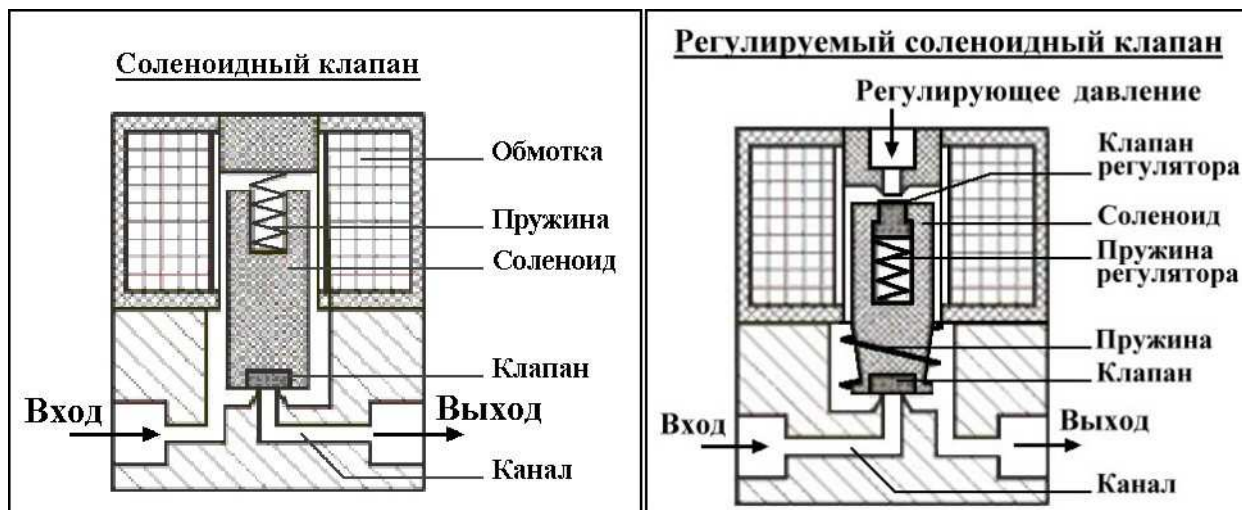 Соленоидный клапан
Обмотка
Пружина
Соленоид
Клапан
Вход
Выход
Канал
Регулируемый соленоидный клапан
Регулирующее давление
Клапан
регулятора
Соленоид
Пружина
регулятора
Пружина
Клапан
Вход
Выход
Канал